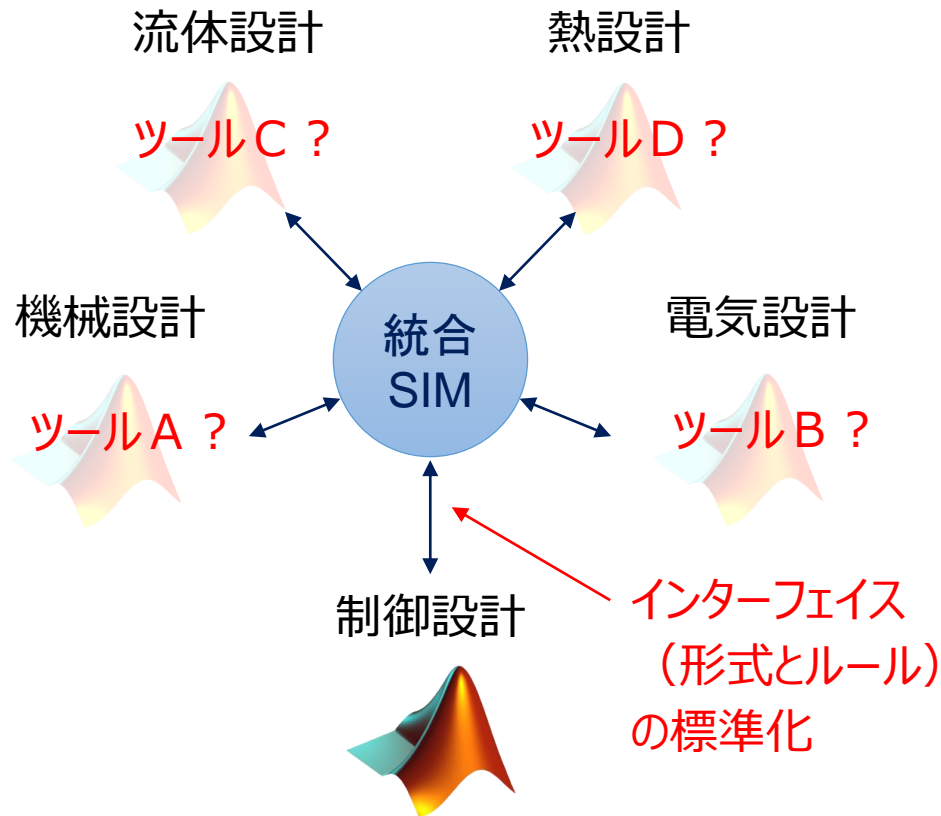 流体設計
熱設計
ツールC？
ツールD？
機械設計
電気設計
統合
SIM
ツールA？
ツールB？
制御設計
インターフェイス
（形式とルール）
の標準化